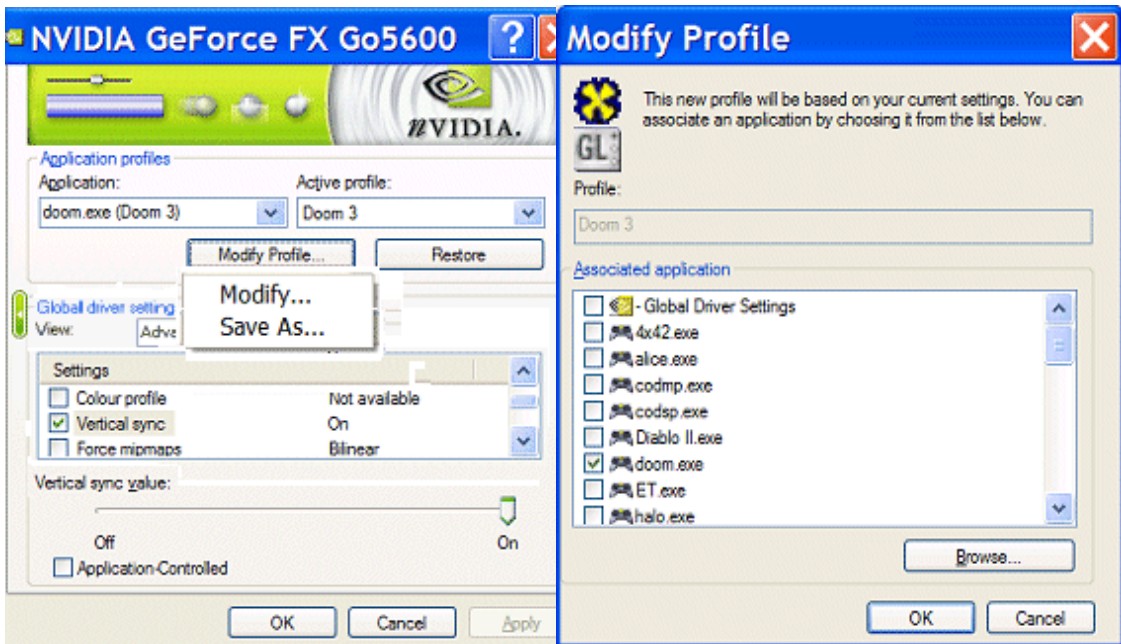 NVIDIA GeForce FX Go5600
nVIDIA.
Application profiles
Application:
Active profile:
doom.exe (Doom 3)
Doom 3
Modify Profile...
Restore
Modify...
Save As...
Global driver setting
View:
Adva
Settings
Colour profile Not available
Vertical sync On
Force mipmaps Bilinear
Vertical sync value:
Off
On
Application-Controlled
OK
Cancel
Apply
Modify Profile
This new profile will be based on your current settings. You can
associate an application by choosing it from the list below.
GL
Profile:
Doom 3
Associated application
- Global Driver Settings
4x42.exe
alice.exe
codmp.exe
codsp.exe
Diablo II.exe
doom.exe
ET.exe
halo.exe
Browse...
OK
Cancel